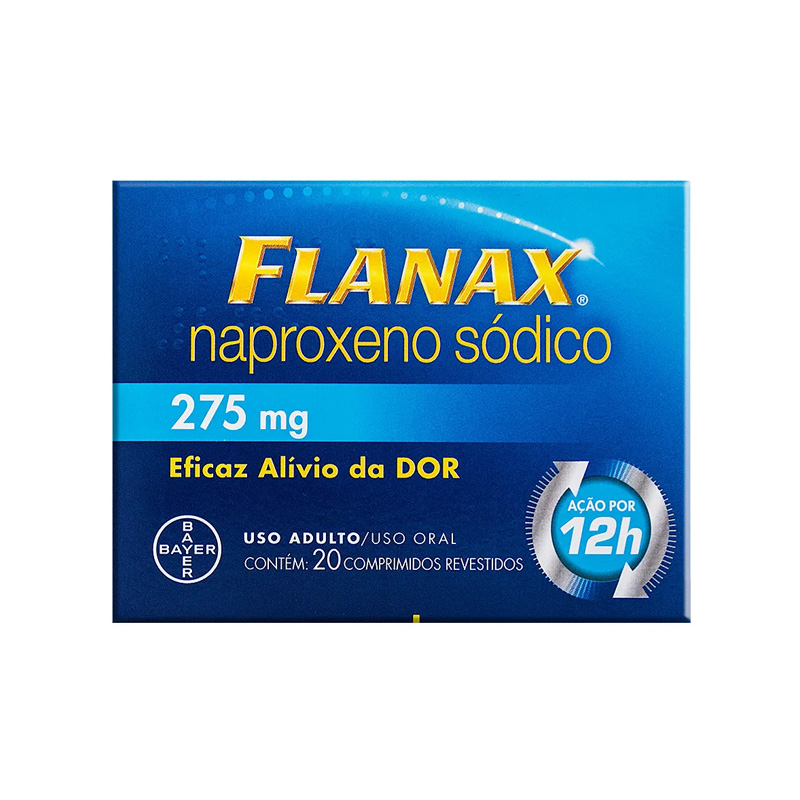 FLANAX®
naproxeno sódico
275 mg
Eficaz Alívio da DOR
AÇÃO POR
12h
BAYER
BAYER
USO ADULTO/USO ORAL
CONTÉM: 20 COMPRIMIDOS REVESTIDOS